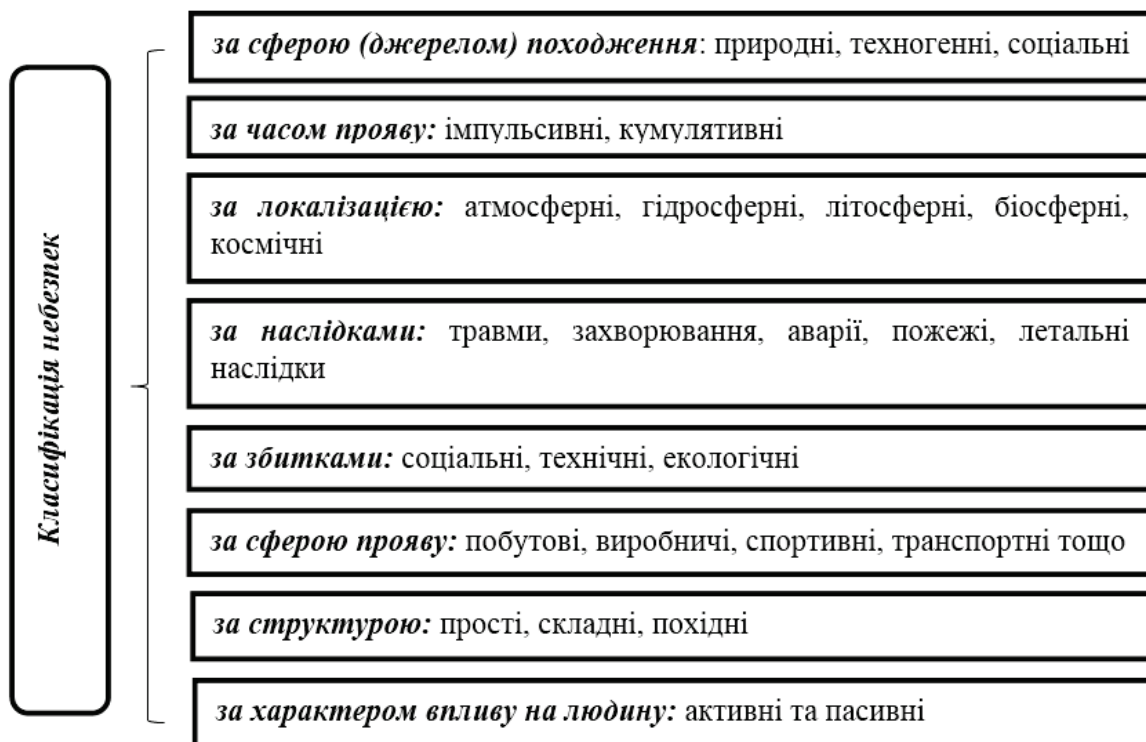 Класифікація небезпек
за сферою (джерелом) походження: природні, техногенні, соціальні
за часом прояву: імпульсивні, кумулятивні
за локалізацією: атмосферні, гідросферні, літосферні, біосферні,
космічні
за наслідками: травми, захворювання, аварії, пожежі, летальні
наслідки
за збитками: соціальні, технічні, екологічні
за сферою прояву: побутові, виробничі, спортивні, транспортні тощо
за структурою: прості, складні, похідні
за характером впливу на людину: активні та пасивні